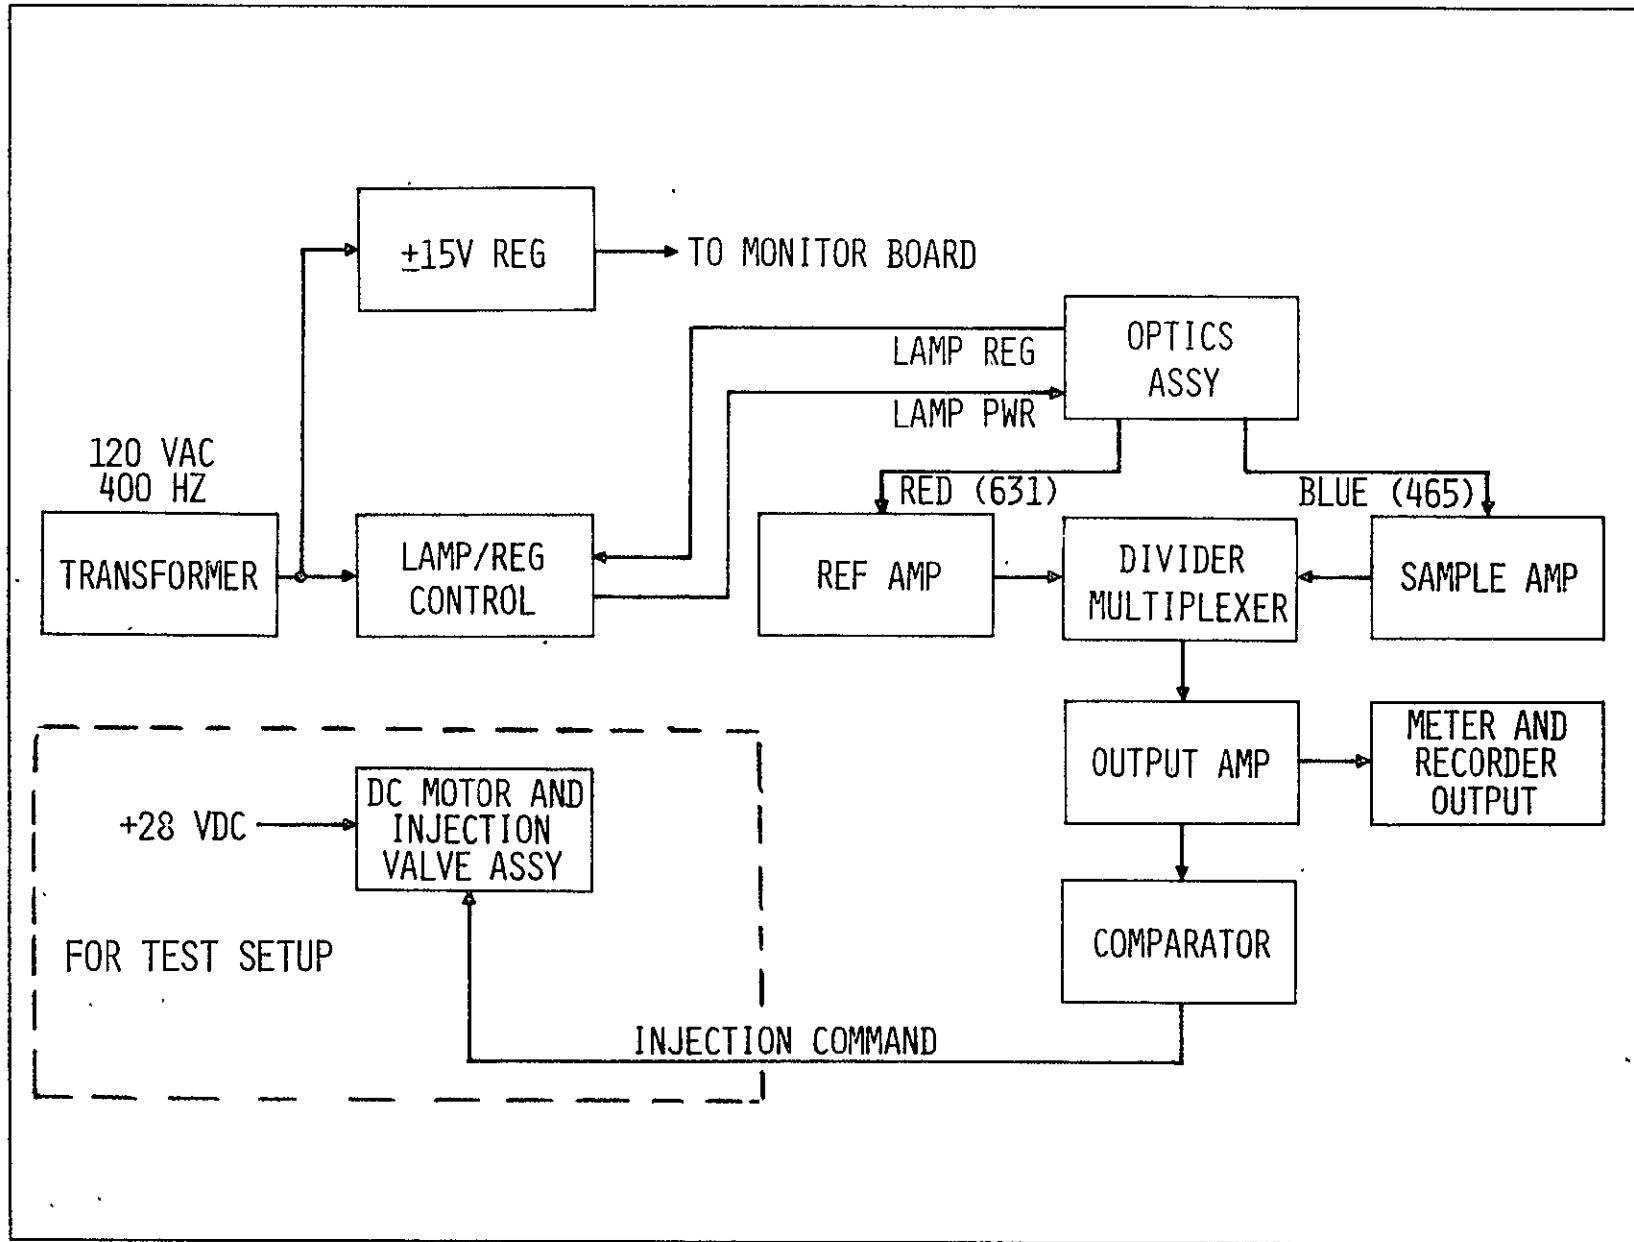 ±15V REG
TO MONITOR BOARD
OPTICS
ASSY
LAMP REG
LAMP PWR
120 VAC
400 HZ
TRANSFORMER
LAMP/REG
CONTROL
RED (631)
BLUE (465)
REF AMP
DIVIDER
MULTIPLEXER
SAMPLE AMP
OUTPUT AMP
METER AND
RECORDER
OUTPUT
+28 VDC
DC MOTOR AND
INJECTION
VALVE ASSY
FOR TEST SETUP
COMPARATOR
INJECTION COMMAND